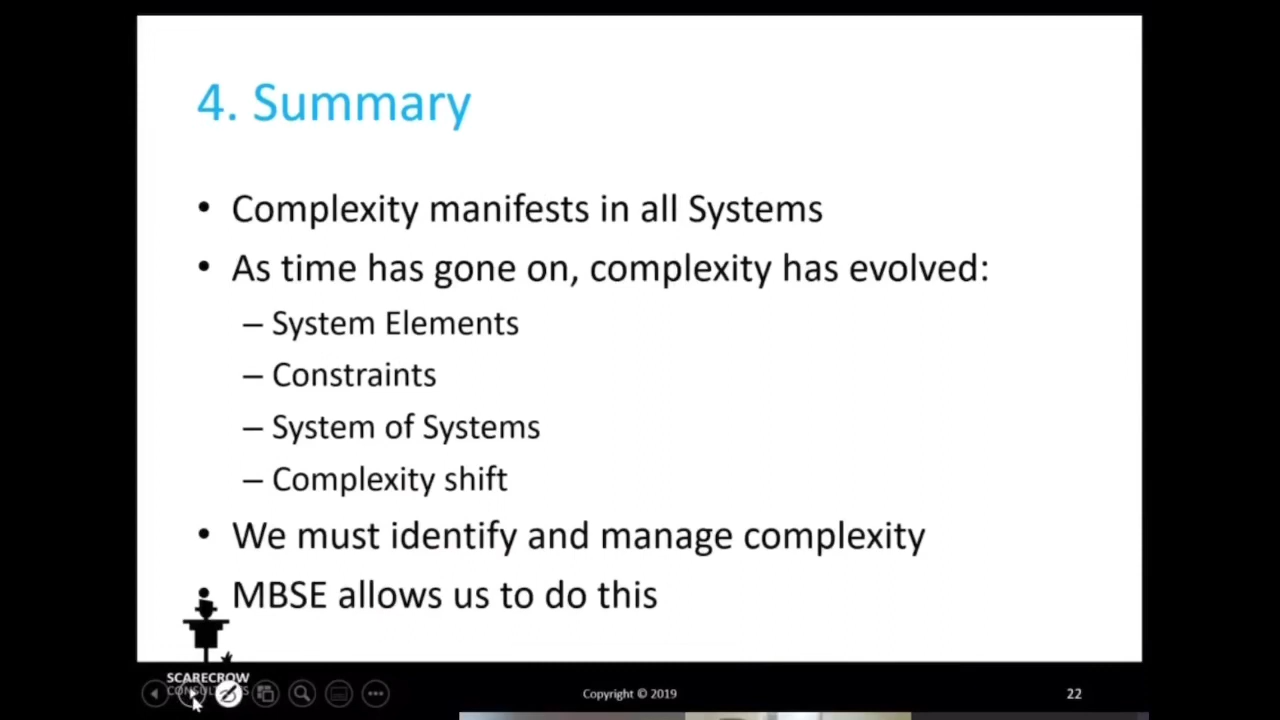 4. Summary
• Complexity manifests in all Systems
• As time has gone on, complexity has evolved:
– System Elements
– Constraints
– System of Systems
– Complexity shift
• We must identify and manage complexity
• MBSE allows us to do this
SCARECROW
Copyright © 2019
22